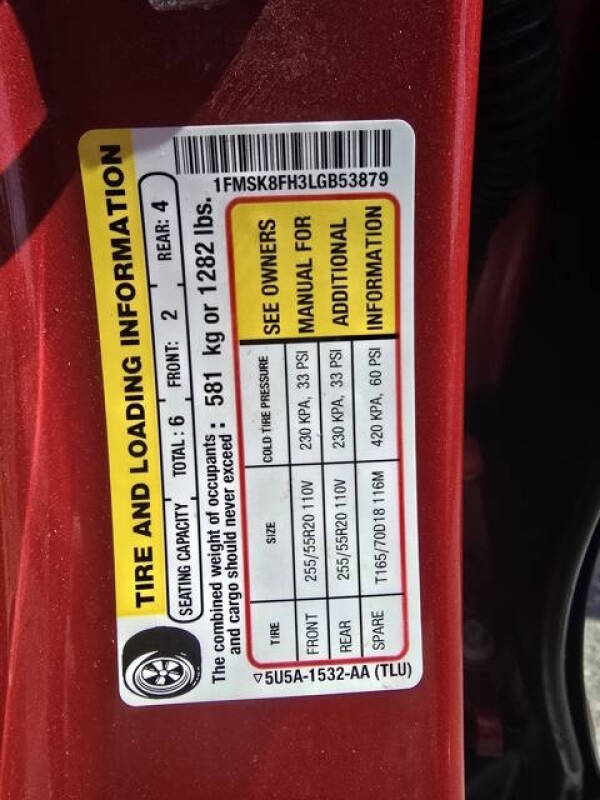 1FMSK8FH3LGB53879
TIRE AND LOADING INFORMATION
SEATING CAPACITY TOTAL : 6 FRONT: 2 REAR: 4
The combined weight of occupants
and cargo should never exceed : 581 kg or 1282 lbs.
TIRE SIZE COLD TIRE PRESSURE SEE OWNERS
FRONT 255/55R20 110V 230 KPA, 33 PSI MANUAL FOR
REAR 255/55R20 110V 230 KPA, 33 PSI ADDITIONAL
SPARE T165/70D18 116M 420 KPA, 60 PSI INFORMATION
▽5U5A-1532-AA (TLU)